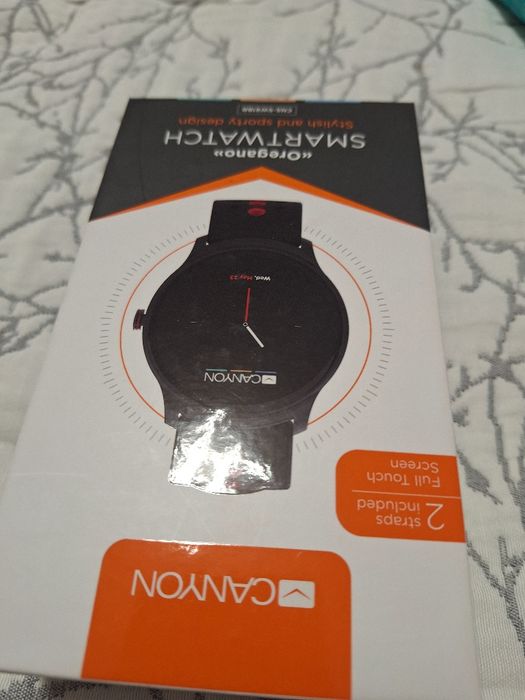 CANYON
2 straps
included
Full Touch
Screen
CANYON
Wed, May 23
SMARTWATCH
«Oregano»
Stylish and sporty design